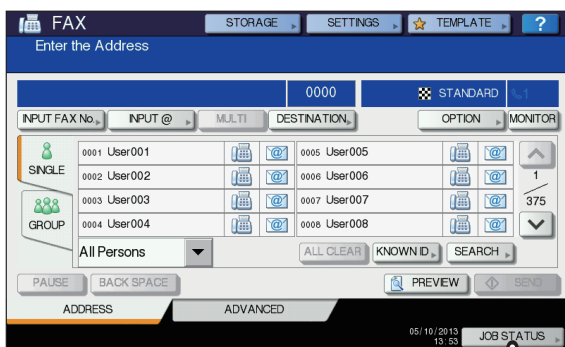 FAX STORAGE SETTINGS TEMPLATE ?
Enter the Address
0000 STANDARD 1
INPUT FAX No. INPUT @ MULTI DESTINATION OPTION MONITOR
SINGLE
GROUP
0001 User001 @ 0005 User005 @
0002 User002 @ 0006 User006 @
0003 User003 @ 0007 User007 @
0004 User004 @ 0008 User008 @
1
375
All Persons ALL CLEAR KNOWN ID SEARCH
PAUSE BACK SPACE PREVIEW SEND
ADDRESS ADVANCED
05/10/2013
13:53
JOB STATUS